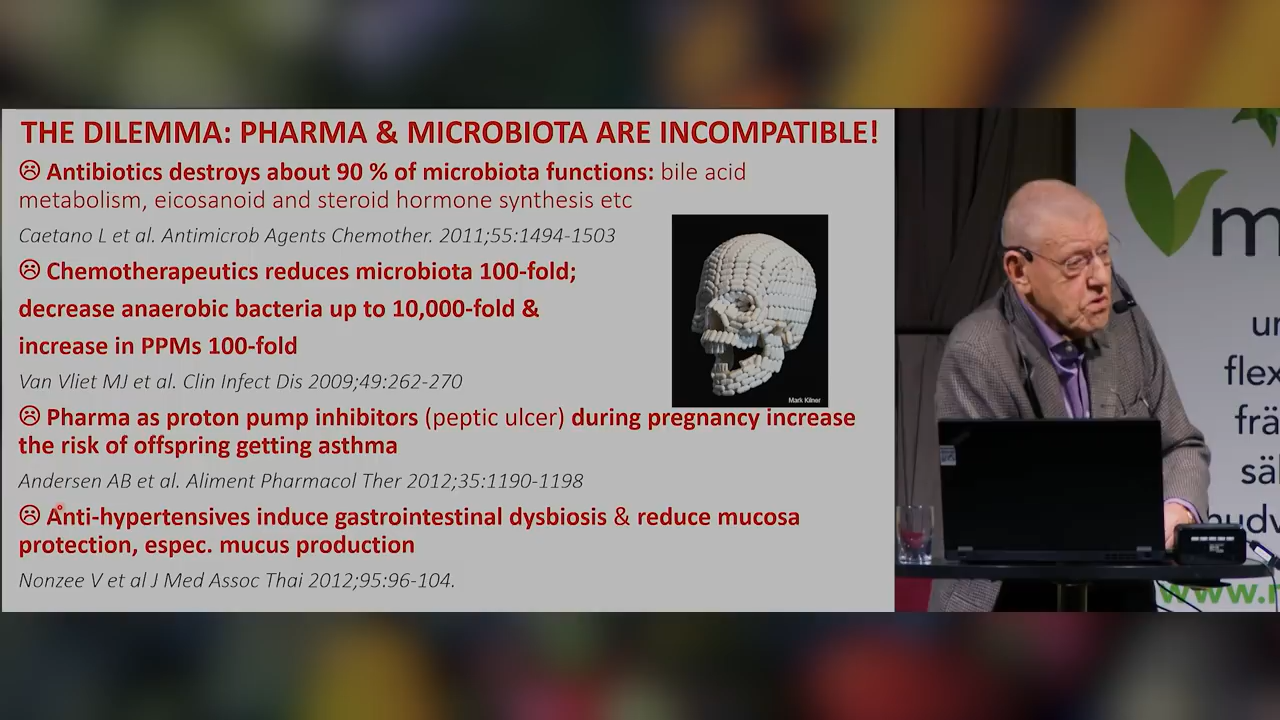 THE DILEMMA: PHARMA & MICROBIOTA ARE INCOMPATIBLE!
☹ Antibiotics destroys about 90 % of microbiota functions: bile acid
metabolism, eicosanoid and steroid hormone synthesis etc
Caetano L et al. Antimicrob Agents Chemother. 2011;55:1494-1503
☹ Chemotherapeutics reduces microbiota 100-fold;
decrease anaerobic bacteria up to 10,000-fold &
increase in PPMs 100-fold
Van Vliet MJ et al. Clin Infect Dis 2009;49:262-270
Mark Kilner
☹ Pharma as proton pump inhibitors (peptic ulcer) during pregnancy increase
the risk of offspring getting asthma
Andersen AB et al. Aliment Pharmacol Ther 2012;35:1190-1198
☹ Anti-hypertensives induce gastrointestinal dysbiosis & reduce mucosa
protection, espec. mucus production
Nonzee V et al J Med Assoc Thai 2012;95:96-104.
m
un
flex
frä
säl
hudv
www.